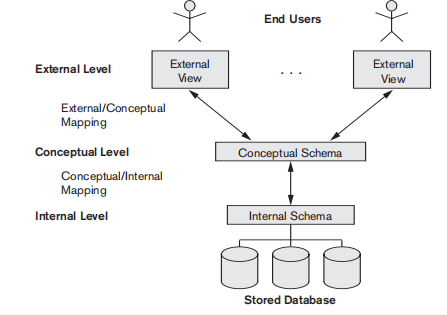 End Users
External Level
External
View
. . .
External
View
External/Conceptual
Mapping
Conceptual Level
Conceptual Schema
Conceptual/Internal
Mapping
Internal Level
Internal Schema
Stored Database